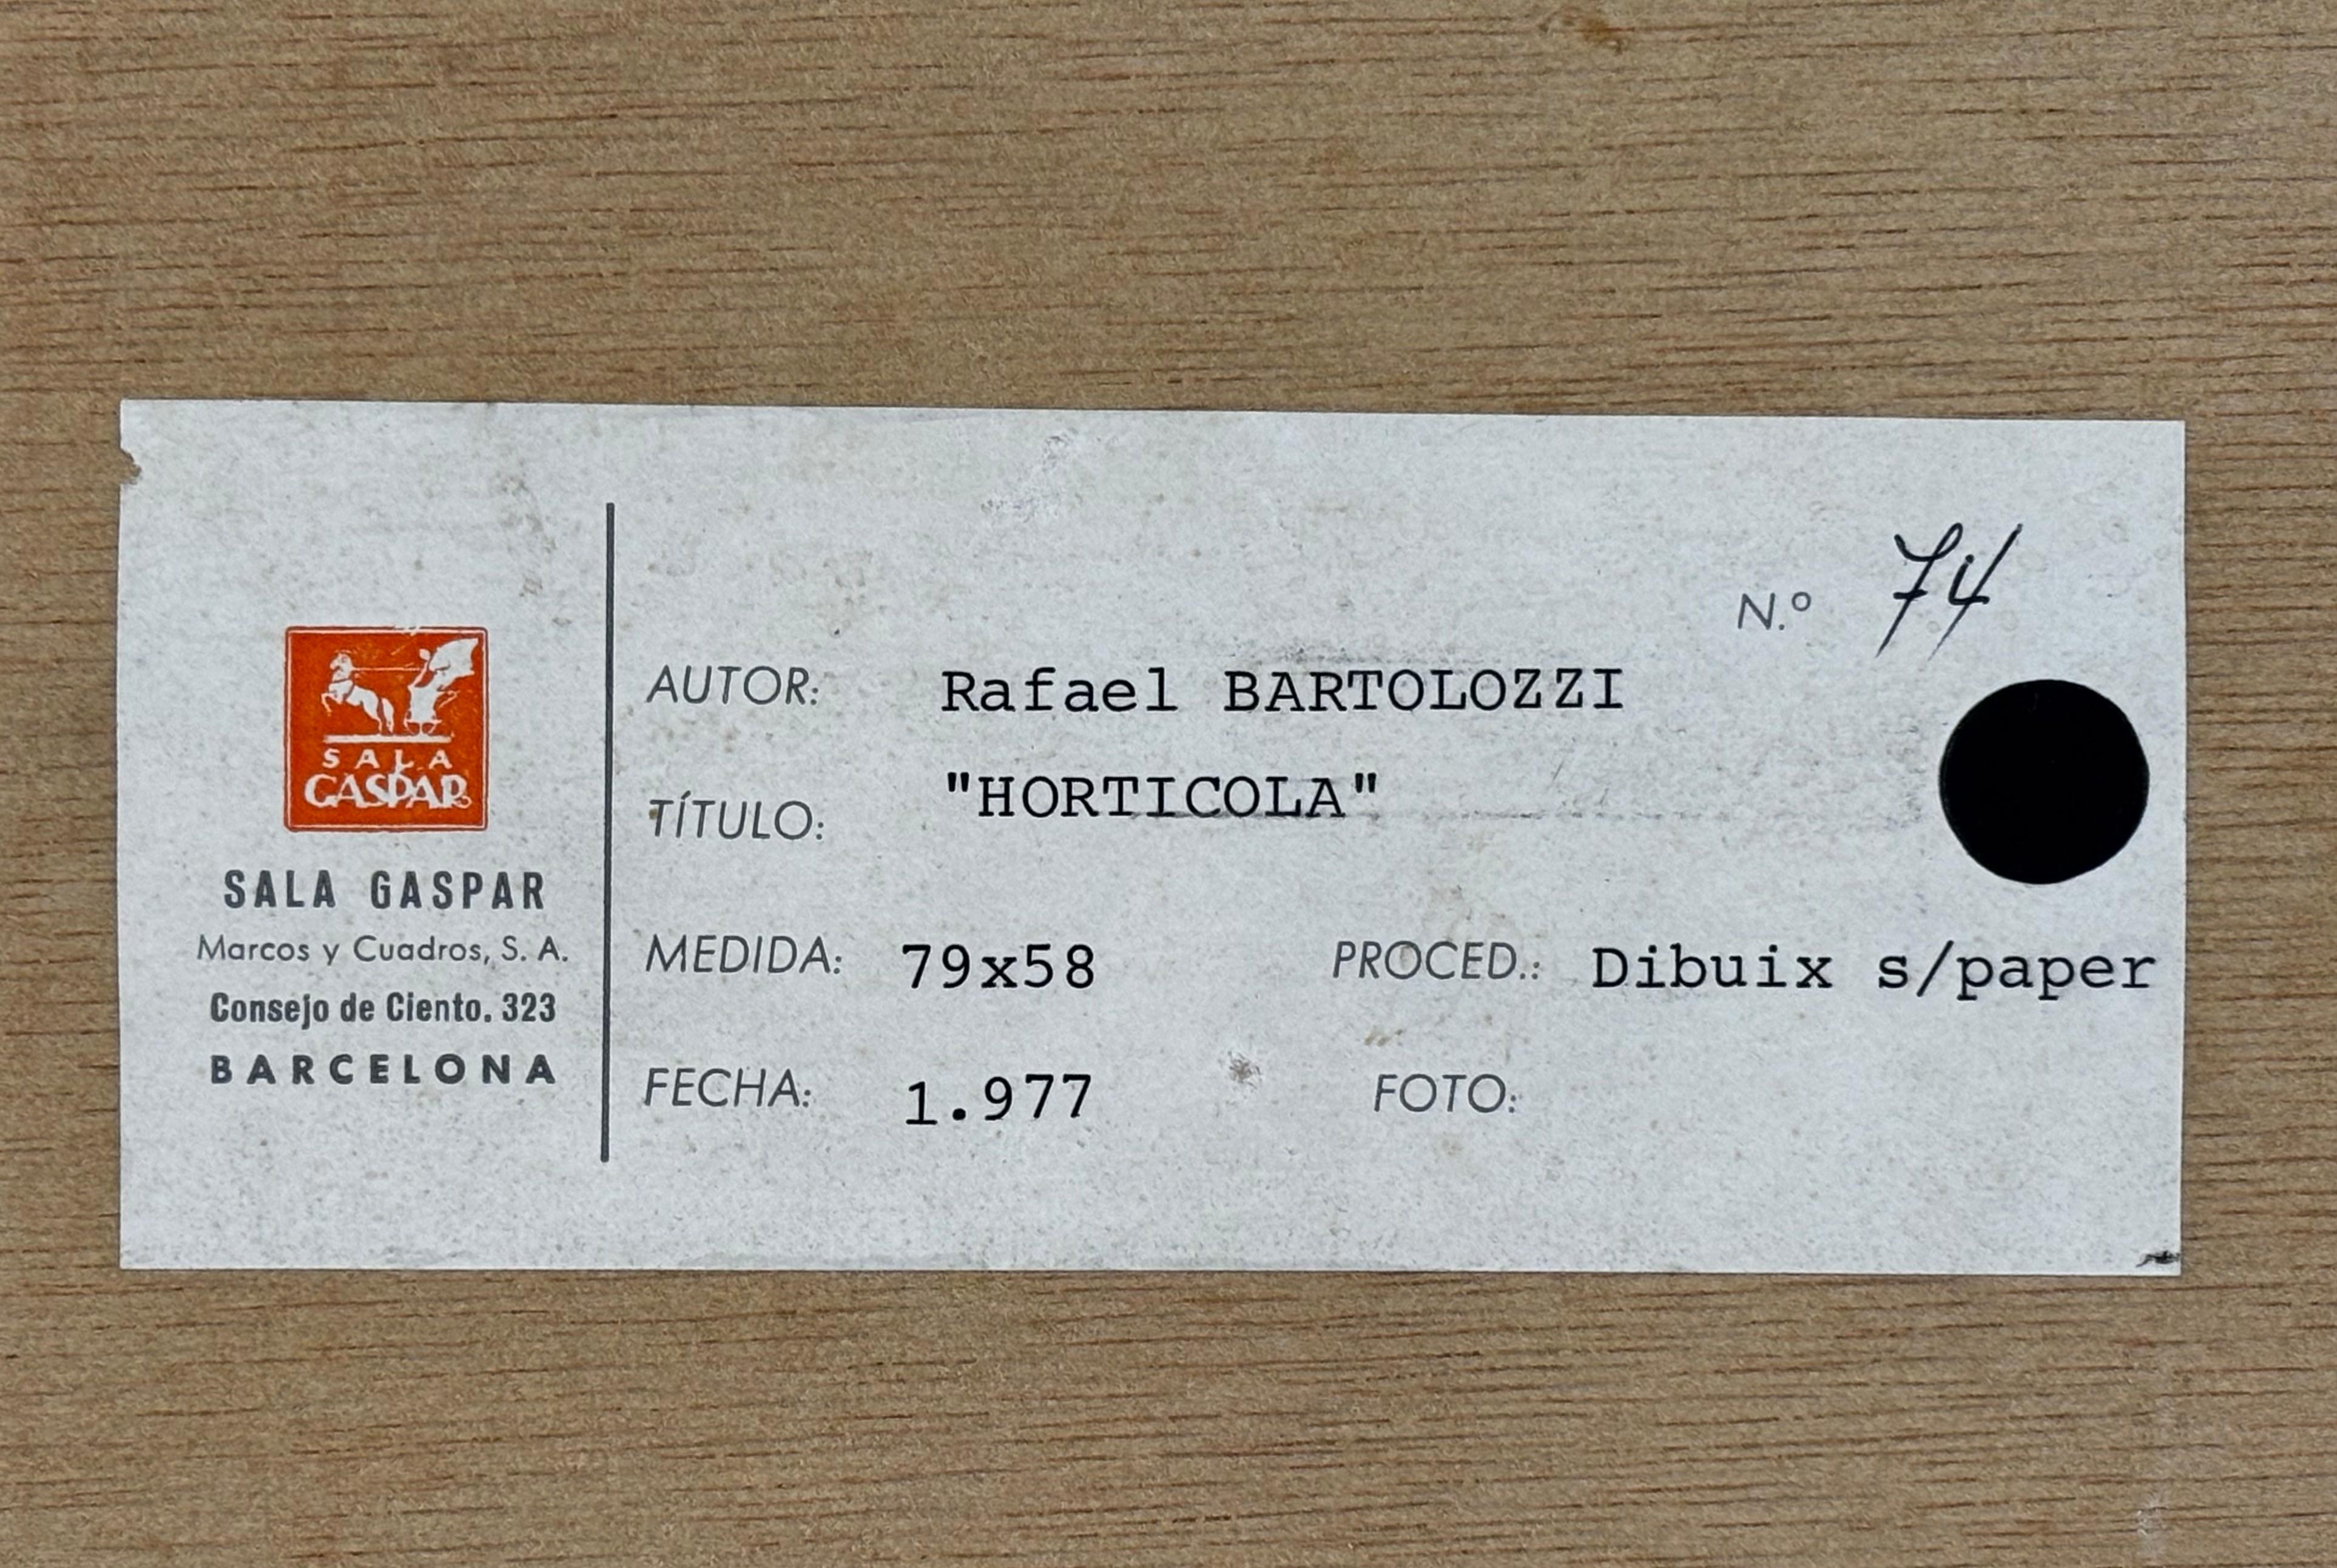 SALA
GASPAR
SALA GASPAR
Marcos y Cuadros, S. A.
Consejo de Ciento, 323
BARCELONA
N.º 74
AUTOR: Rafael BARTOLOZZI
TÍTULO: "HORTICOLA"
MEDIDA: 79x58 PROCED.: Dibuix s/paper
FECHA: 1.977 FOTO: